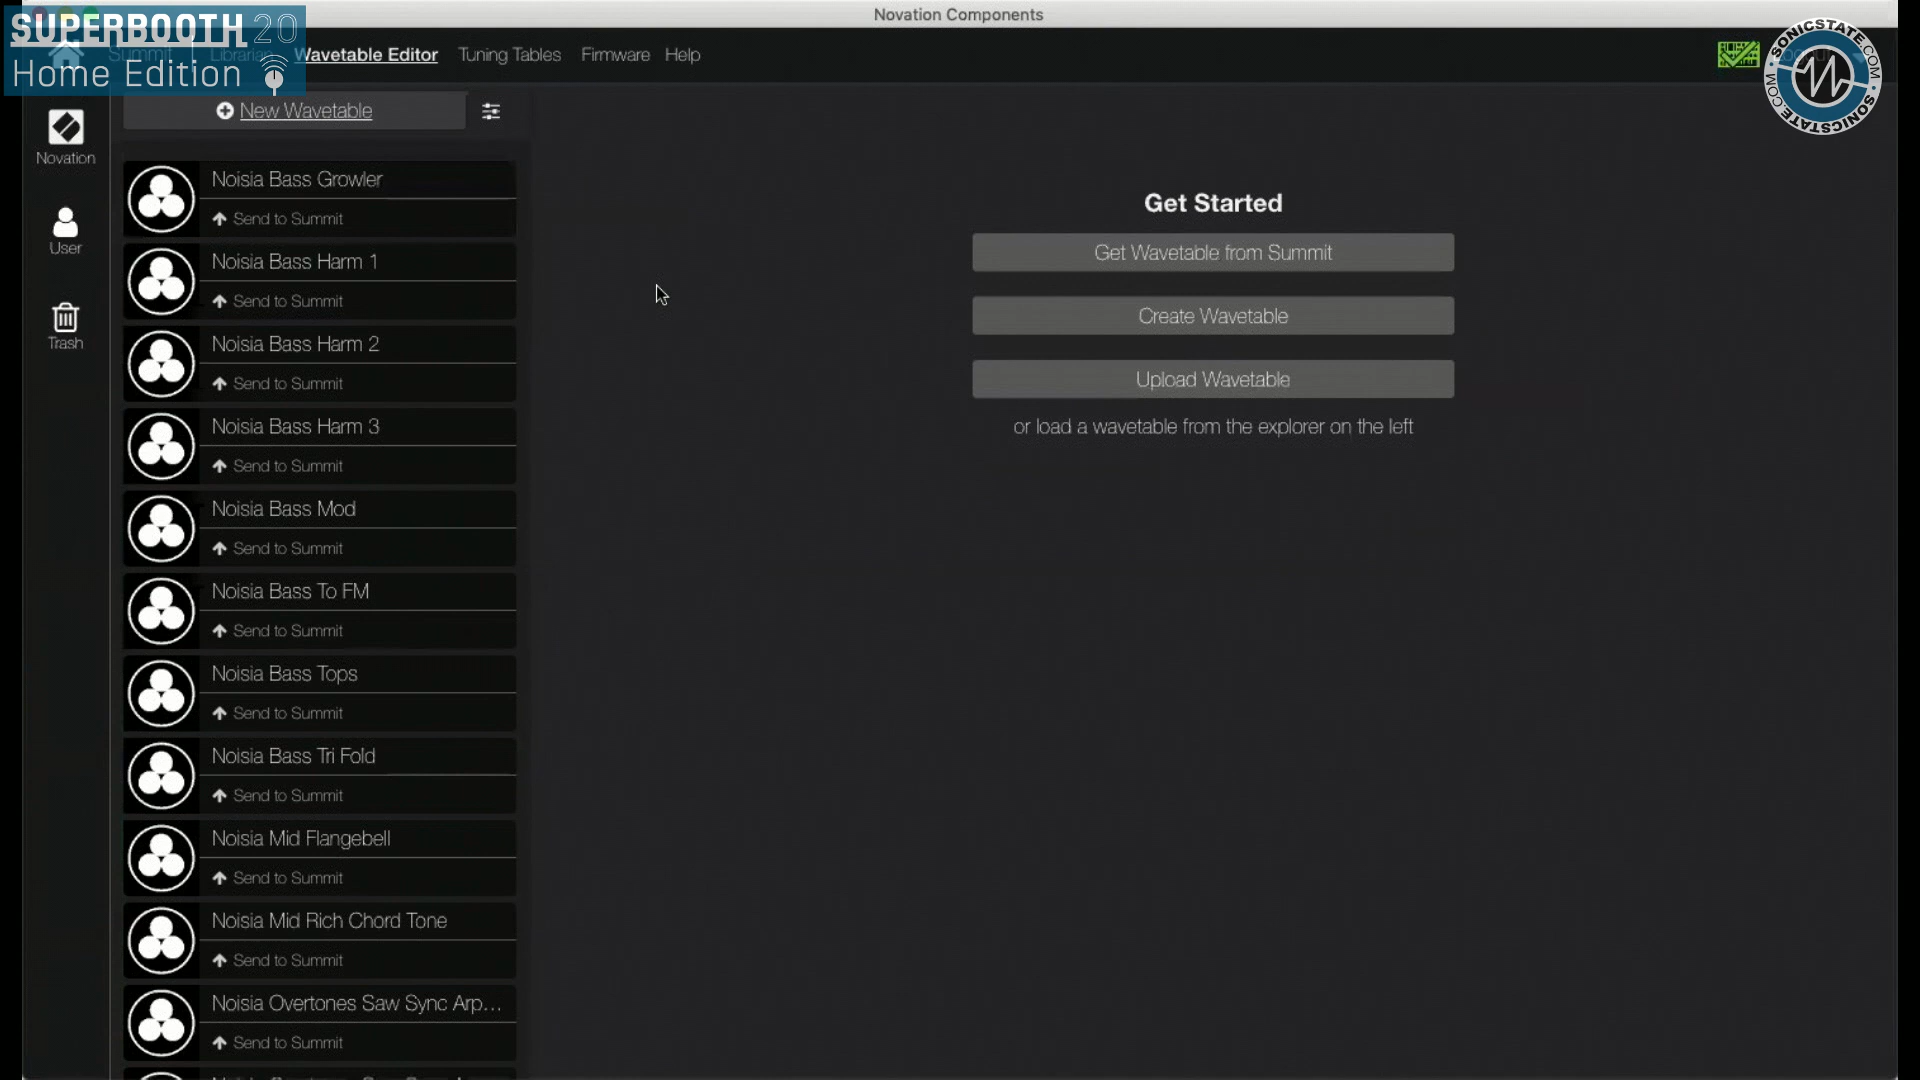 Novation Components
SUPERBOOTH 20
Home Edition
Summit Librarian Wavetable Editor Tuning Tables Firmware Help
SONICSTATE.COM
SONICSTATE.COM
New Wavetable
Novation
User
Trash
Noisia Bass Growler
Send to Summit
Noisia Bass Harm 1
Send to Summit
Noisia Bass Harm 2
Send to Summit
Noisia Bass Harm 3
Send to Summit
Noisia Bass Mod
Send to Summit
Noisia Bass To FM
Send to Summit
Noisia Bass Tops
Send to Summit
Noisia Bass Tri Fold
Send to Summit
Noisia Mid Flangebell
Send to Summit
Noisia Mid Rich Chord Tone
Send to Summit
Noisia Overtones Saw Sync Arp...
Send to Summit
Get Started
Get Wavetable from Summit
Create Wavetable
Upload Wavetable
or load a wavetable from the explorer on the left